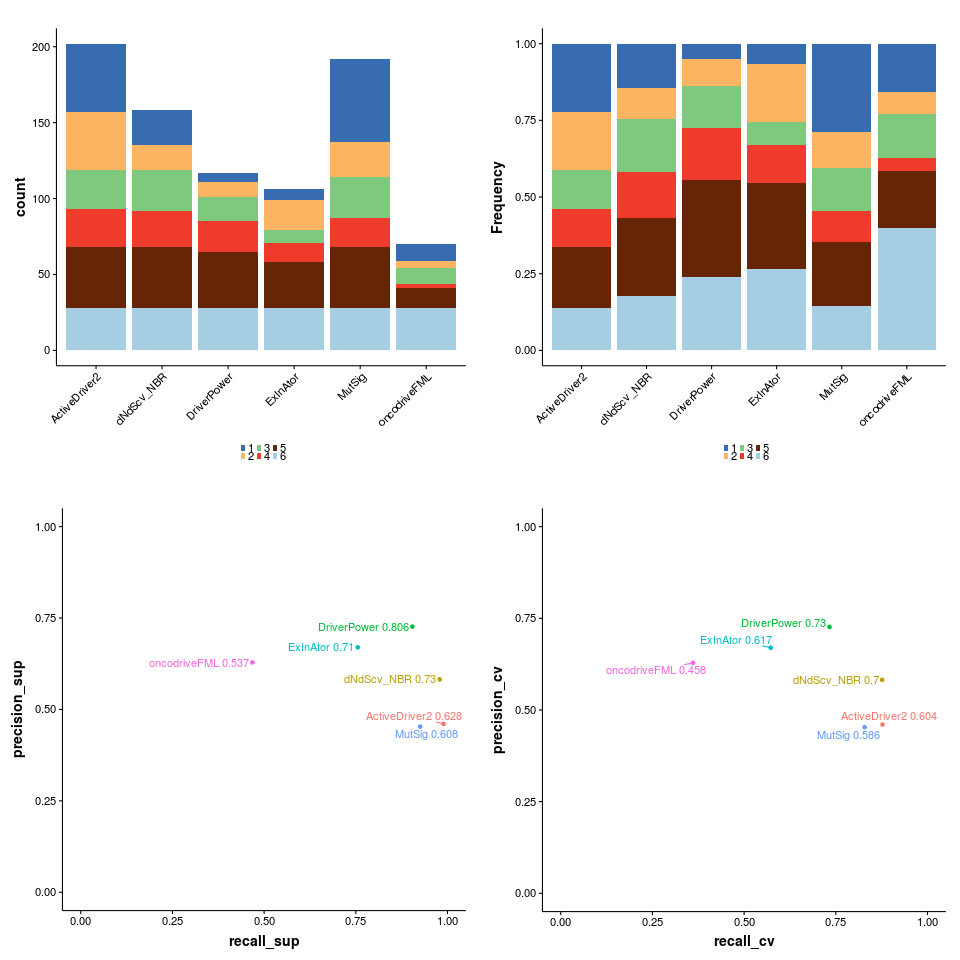 200
150
100
50
0
count
ActiveDriver2
dNdScv_NBR
DriverPower
ExInAtor
MutSig
oncodriveFML
1 3 5
2 4 6
1.00
0.75
0.50
0.25
0.00
Frequency
ActiveDriver2
dNdScv_NBR
DriverPower
ExInAtor
MutSig
oncodriveFML
1 3 5
2 4 6
1.00
0.75
0.50
0.25
0.00
precision_sup
DriverPower 0.806
ExInAtor 0.71
oncodriveFML 0.537
dNdScv_NBR 0.73
ActiveDriver2 0.628
MutSig 0.608
0.00 0.25 0.50 0.75 1.00
recall_sup
1.00
0.75
0.50
0.25
0.00
precision_cv
DriverPower 0.73
ExInAtor 0.617
oncodriveFML 0.458
dNdScv_NBR 0.7
ActiveDriver2 0.604
MutSig 0.586
0.00 0.25 0.50 0.75 1.00
recall_cv